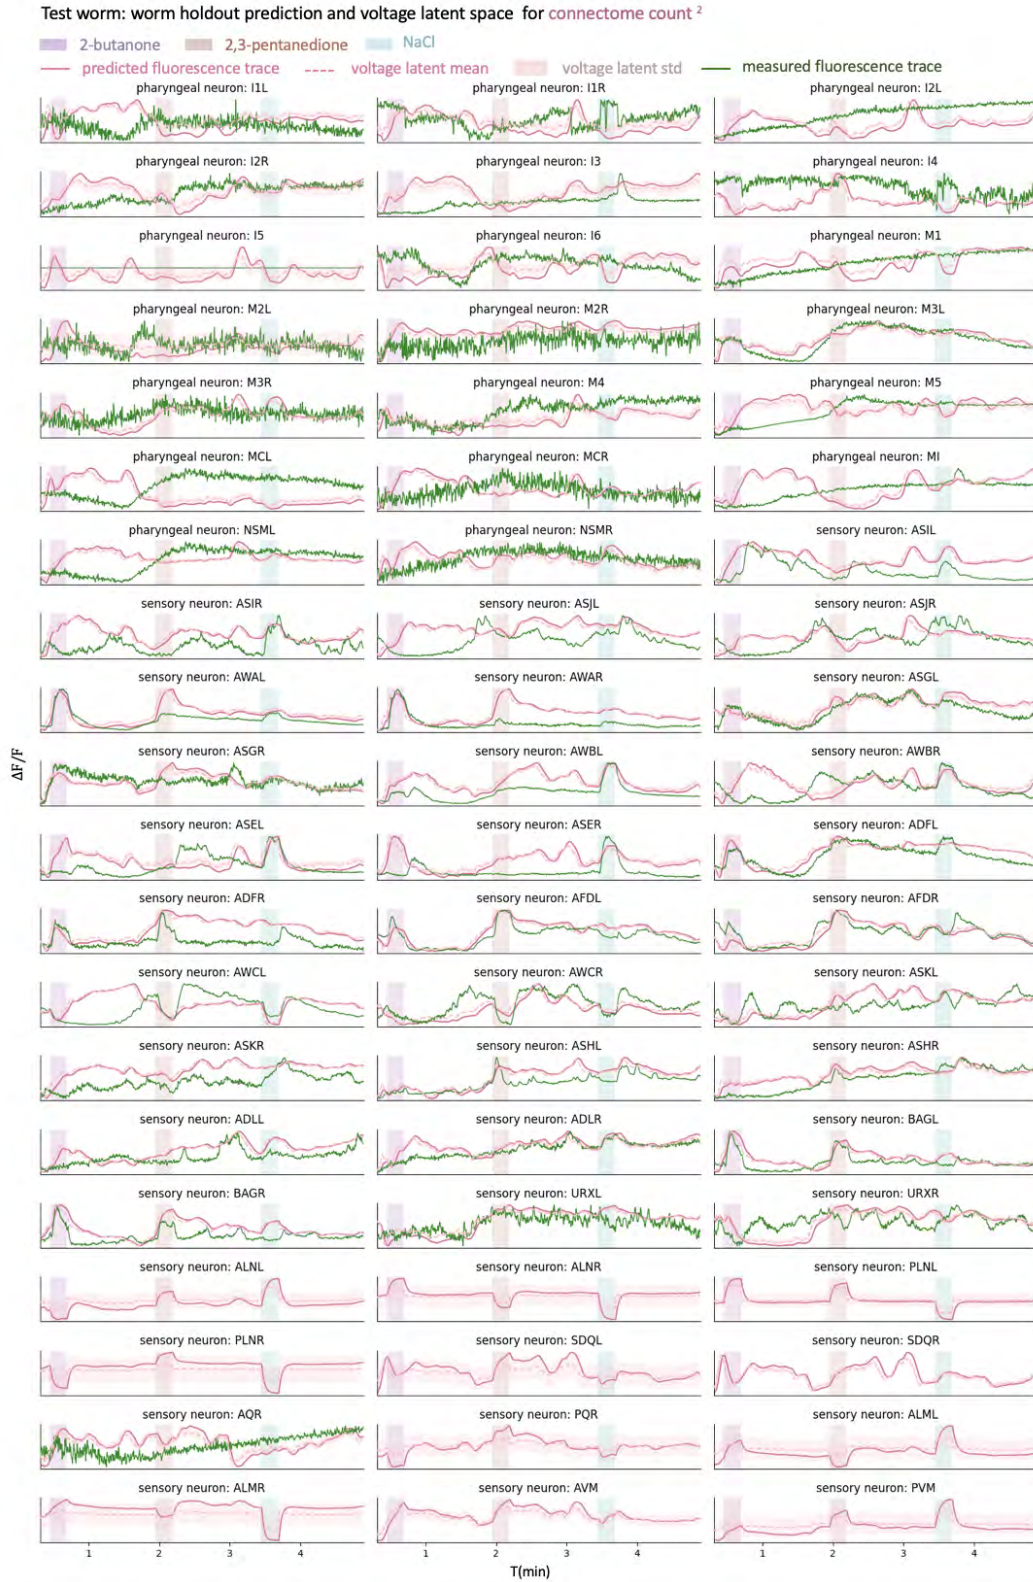 Test worm: worm holdout prediction and voltage latent space for connectome count ²
2-butanone 2,3-pentanedione NaCl
predicted fluorescence trace voltage latent mean voltage latent std measured fluorescence trace
pharyngeal neuron: I1L pharyngeal neuron: I1R pharyngeal neuron: I2L
pharyngeal neuron: I2R pharyngeal neuron: I3 pharyngeal neuron: I4
pharyngeal neuron: I5 pharyngeal neuron: I6 pharyngeal neuron: M1
pharyngeal neuron: M2L pharyngeal neuron: M2R pharyngeal neuron: M3L
pharyngeal neuron: M3R pharyngeal neuron: M4 pharyngeal neuron: M5
pharyngeal neuron: MCL pharyngeal neuron: MCR pharyngeal neuron: MI
pharyngeal neuron: NSML pharyngeal neuron: NSMR sensory neuron: ASIL
sensory neuron: ASIR sensory neuron: ASJL sensory neuron: ASJR
sensory neuron: AWAL sensory neuron: AWAR sensory neuron: ASGL
ΔF/F
sensory neuron: ASGR sensory neuron: AWBL sensory neuron: AWBR
sensory neuron: ASEL sensory neuron: ASER sensory neuron: ADFL
sensory neuron: ADFR sensory neuron: AFDL sensory neuron: AFDR
sensory neuron: AWCL sensory neuron: AWCR sensory neuron: ASKL
sensory neuron: ASKR sensory neuron: ASHL sensory neuron: ASHR
sensory neuron: ADLL sensory neuron: ADLR sensory neuron: BAGL
sensory neuron: BAGR sensory neuron: URXL sensory neuron: URXR
sensory neuron: ALNL sensory neuron: ALNR sensory neuron: PLNL
sensory neuron: PLNR sensory neuron: SDQL sensory neuron: SDQR
sensory neuron: AQR sensory neuron: PQR sensory neuron: ALML
sensory neuron: ALMR sensory neuron: AVM sensory neuron: PVM
1 2 3 4 1 2 3 4 1 2 3 4
T(min)